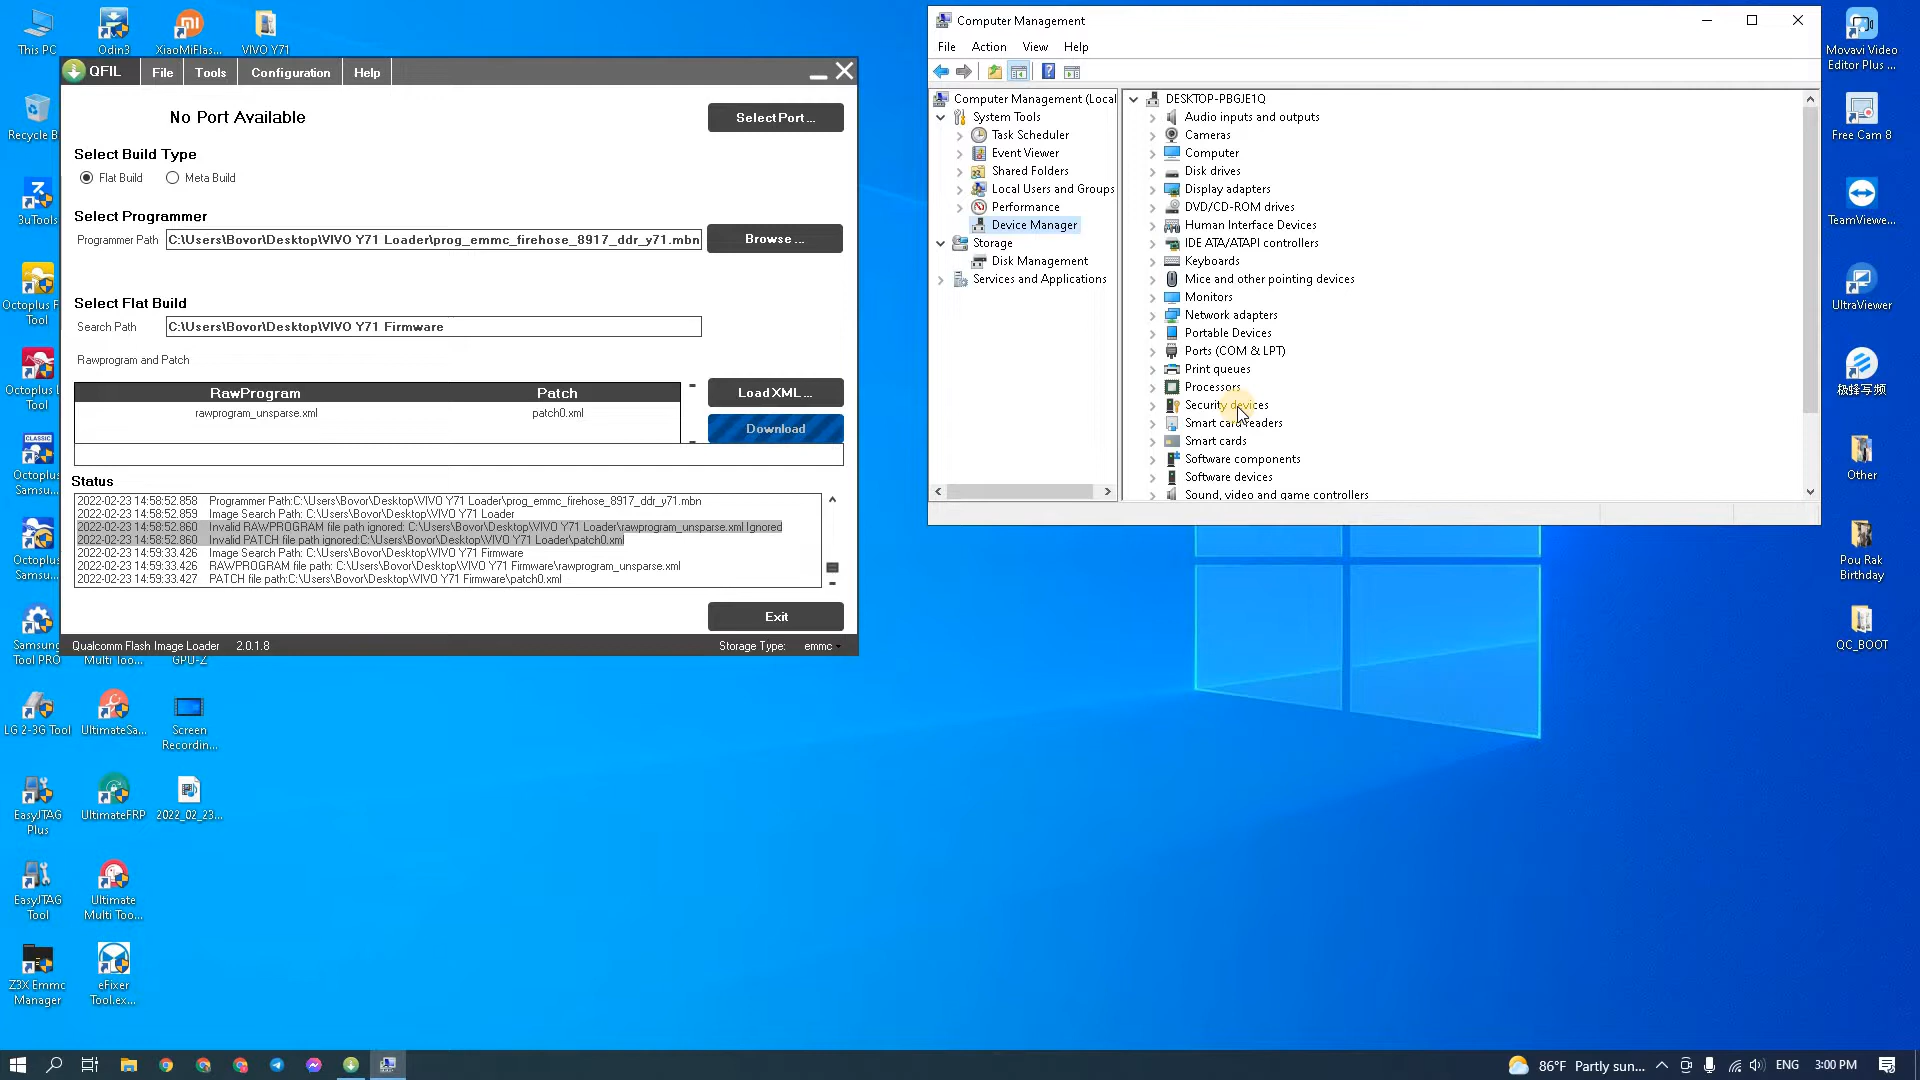 This PC
Odin3
XiaoMiFlas...
VIVO Y71
Recycle B
3uTools
Octoplus F
Tool
Octoplus L
Tool
Octoplus
Samsu...
Octoplus
Samsu...
Samsung
Tool PRO
Multi Too...
GPU-Z
LG 2-3G Tool
UltimateSa...
Screen
Recordin...
EasyJTAG
Plus
UltimateFRP
2022_02_23...
EasyJTAG
Tool
Ultimate
Multi Too...
Z3X Emmc
Manager
eFixer
Tool.ex...
QFIL
File
Tools
Configuration
Help
No Port Available
Select Port ...
Select Build Type
Flat Build
Meta Build
Select Programmer
Programmer Path
C:\Users\Bovor\Desktop\VIVO Y71 Loader\prog_emmc_firehose_8917_ddr_y71.mbn
Browse ...
Select Flat Build
Search Path
C:\Users\Bovor\Desktop\VIVO Y71 Firmware
Rawprogram and Patch
RawProgram
Patch
rawprogram_unsparse.xml
patch0.xml
Load XML ...
Download
Status
2022-02-23 14:58:52.858 Programmer Path:C:\Users\Bovor\Desktop\VIVO Y71 Loader\prog_emmc_firehose_8917_ddr_y71.mbn
2022-02-23 14:58:52.859 Image Search Path: C:\Users\Bovor\Desktop\VIVO Y71 Loader
2022-02-23 14:58:52.860 Invalid RAWPROGRAM file path ignored: C:\Users\Bovor\Desktop\VIVO Y71 Loader\rawprogram_unsparse.xml Ignored
2022-02-23 14:58:52.860 Invalid PATCH file path ignored:C:\Users\Bovor\Desktop\VIVO Y71 Loader\patch0.xml
2022-02-23 14:59:33.426 Image Search Path: C:\Users\Bovor\Desktop\VIVO Y71 Firmware
2022-02-23 14:59:33.426 RAWPROGRAM file path: C:\Users\Bovor\Desktop\VIVO Y71 Firmware\rawprogram_unsparse.xml
2022-02-23 14:59:33.427 PATCH file path:C:\Users\Bovor\Desktop\VIVO Y71 Firmware\patch0.xml
Exit
Qualcomm Flash Image Loader 2.0.1.8
Storage Type: emmc
Computer Management
File
Action
View
Help
Computer Management (Local
System Tools
Task Scheduler
Event Viewer
Shared Folders
Local Users and Groups
Performance
Device Manager
Storage
Disk Management
Services and Applications
DESKTOP-PBGJE1Q
Audio inputs and outputs
Cameras
Computer
Disk drives
Display adapters
DVD/CD-ROM drives
Human Interface Devices
IDE ATA/ATAPI controllers
Keyboards
Mice and other pointing devices
Monitors
Network adapters
Portable Devices
Ports (COM & LPT)
Print queues
Processors
Security devices
Smart card readers
Smart cards
Software components
Software devices
Sound, video and game controllers
Movavi Video
Editor Plus ...
Free Cam 8
TeamViewe...
UltraViewer
极蜂写频
Other
Pou Rak
Birthday
QC_BOOT
86°F Partly sun...
ENG
3:00 PM